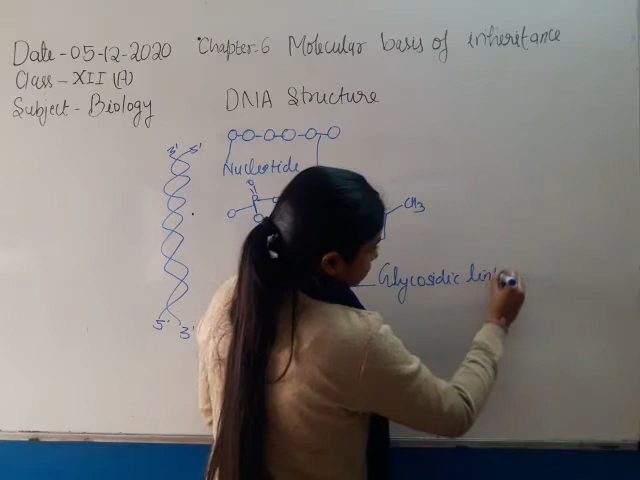 Date - 05-12-2020
Chapter-6 Molecular basis of inheritance
Class - XII (A)
Subject - Biology
DNA Structure
3' 5'
Nucleotide
CH3
Glycosidic lin
5' 3'